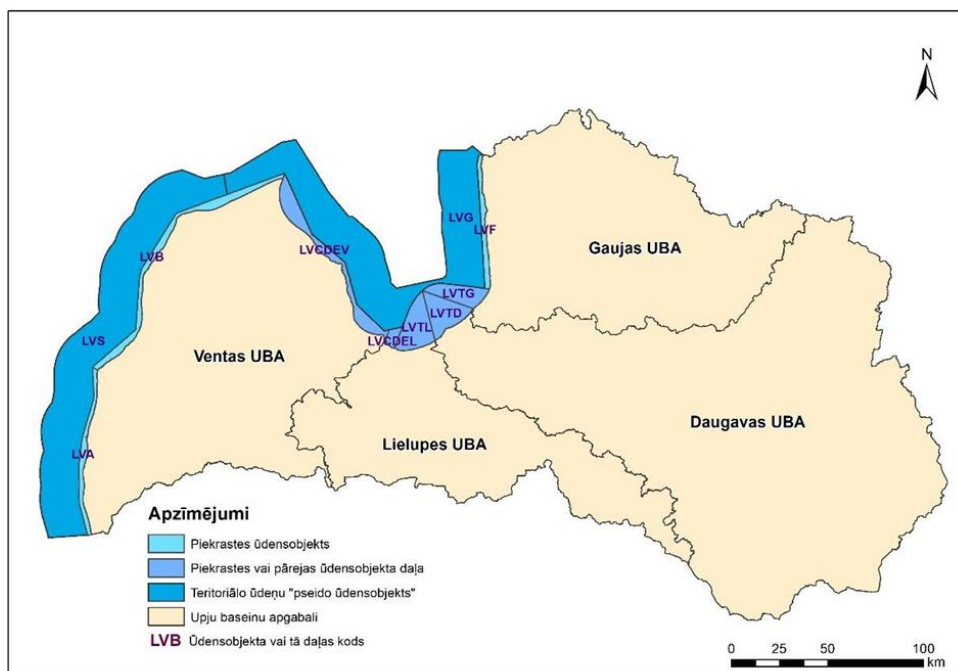 N
LVG
LVF
Gaujas UBA
LVB
LVCDEV
LVTG
LVTD
LVTL
LVS
LVCDEL
Ventas UBA
Daugavas UBA
Lielupes UBA
LVA
Apzīmējumi
Piekrastes ūdensobjekts
Piekrastes vai pārejas ūdensobjekta daļa
Teritoriālo ūdeņu "pseido ūdensobjekts"
Upju baseinu apgabali
LVB Ūdensobjekta vai tā daļas kods
0 25 50 100
km